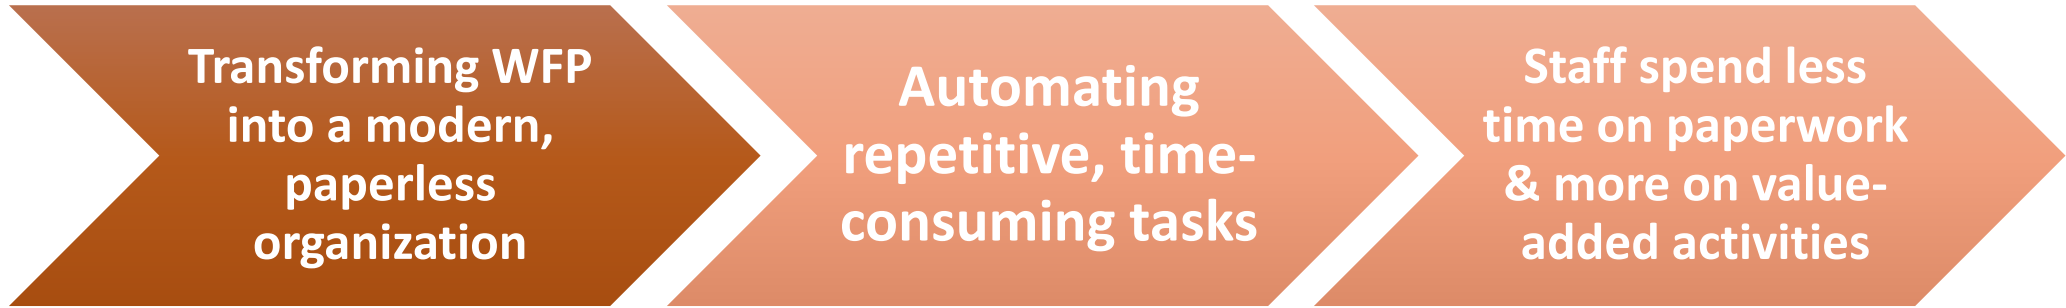 Transforming WFP
into a modern,
paperless
organization
Automating
repetitive, time-
consuming tasks
Staff spend less
time on paperwork
& more on value-
added activities